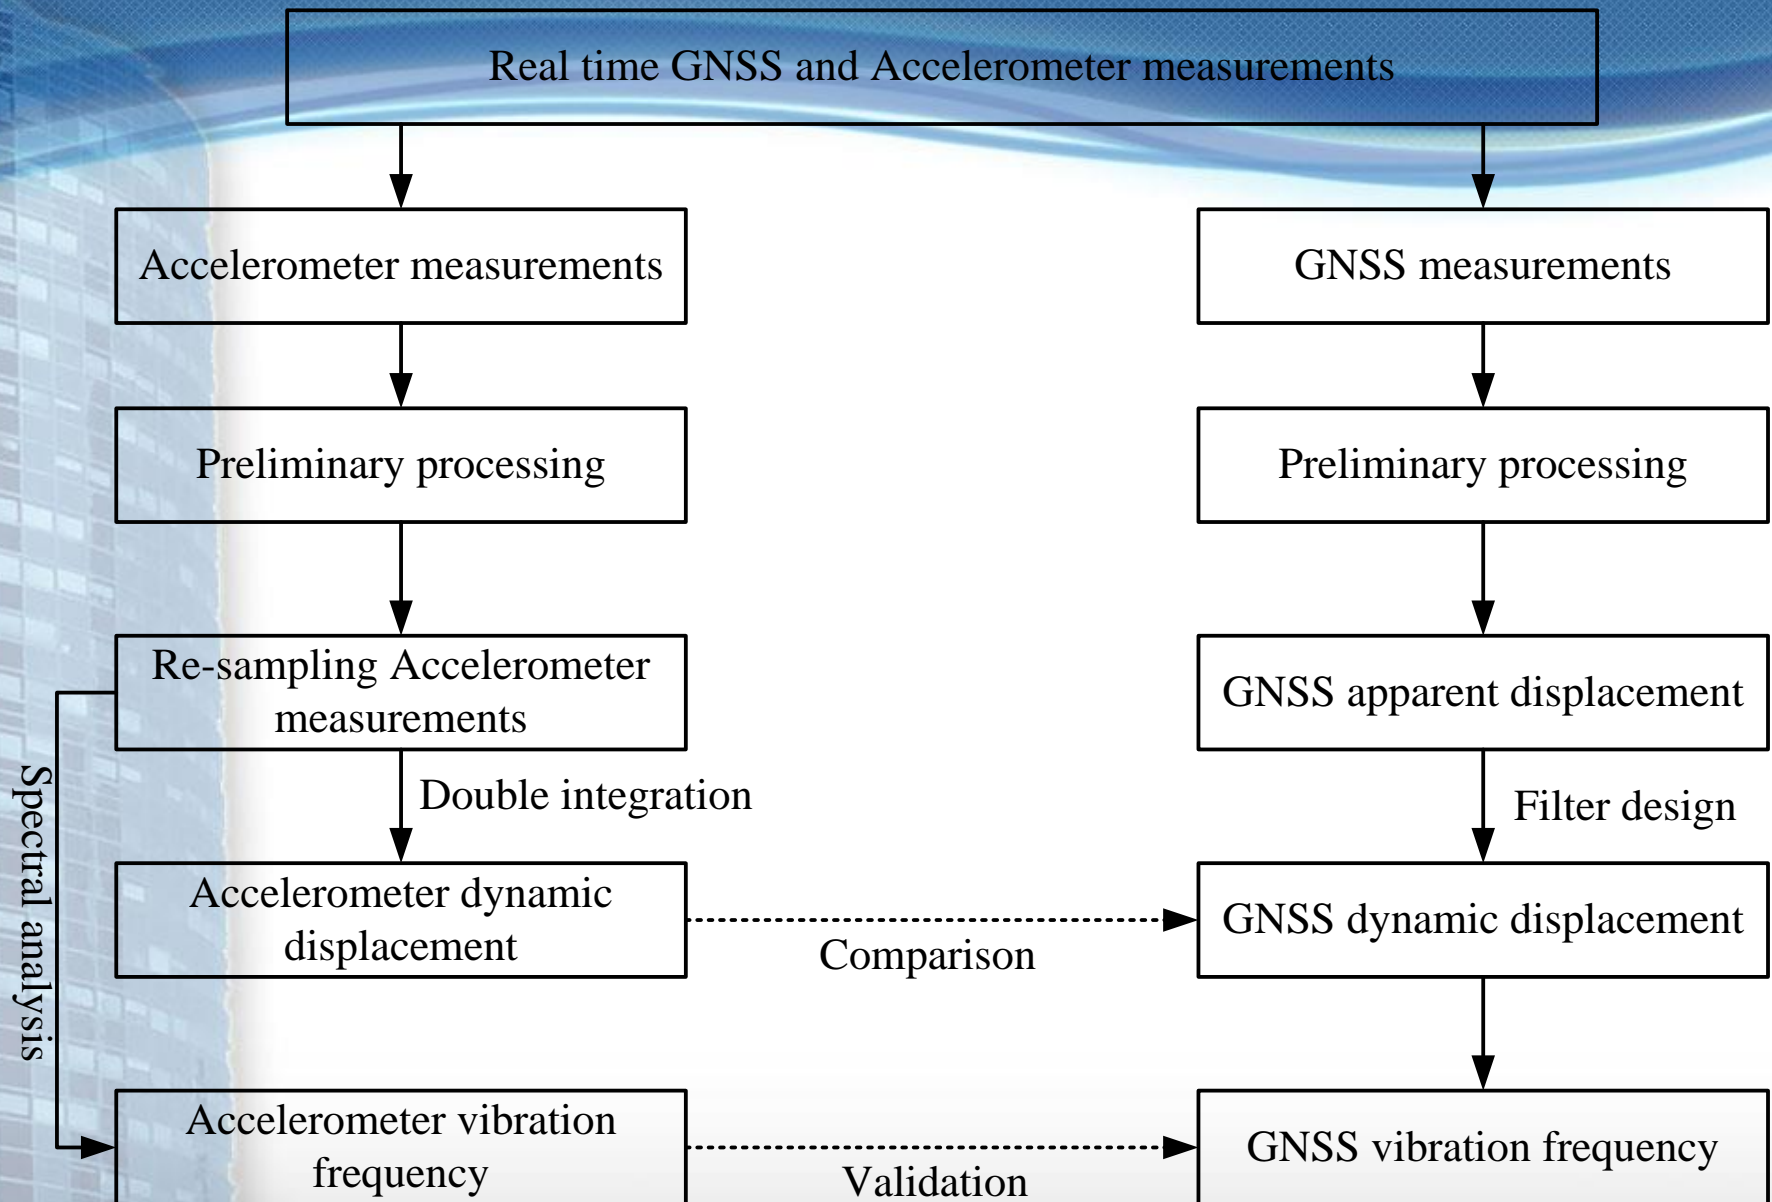 Real time GNSS and Accelerometer measurements
Accelerometer measurements
GNSS measurements
Preliminary processing
Preliminary processing
Re-sampling Accelerometer
measurements
GNSS apparent displacement
Spectral analysis
Double integration
Filter design
Accelerometer dynamic
displacement
Comparison
GNSS dynamic displacement
Accelerometer vibration
frequency
Validation
GNSS vibration frequency